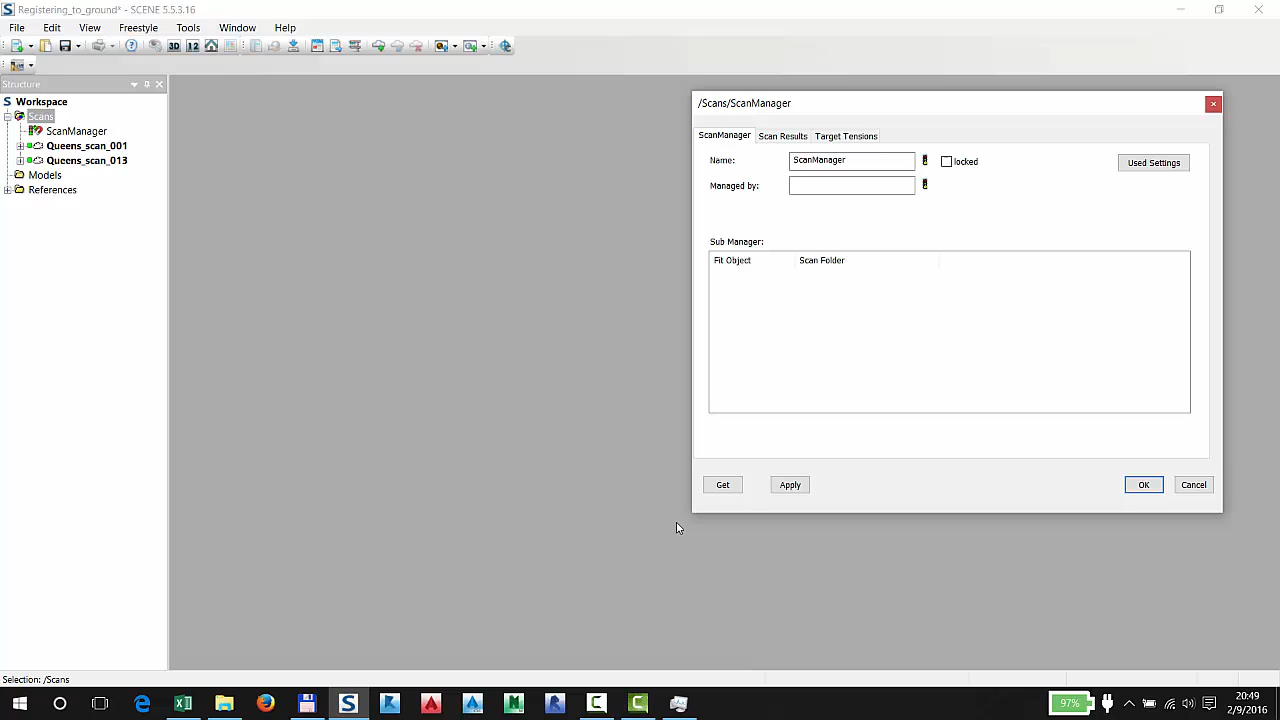 Registering_to_ground* - SCENE 5.5.3.16
File Edit View Freestyle Tools Window Help
Structure
Workspace
Scans
ScanManager
Queens_scan_001
Queens_scan_013
Models
References
/Scans/ScanManager
ScanManager Scan Results Target Tensions
Name: ScanManager locked Used Settings
Managed by:
Sub Manager:
Fit Object Scan Folder
Get Apply OK Cancel
Selection: /Scans
97%
20:49
2/9/2016